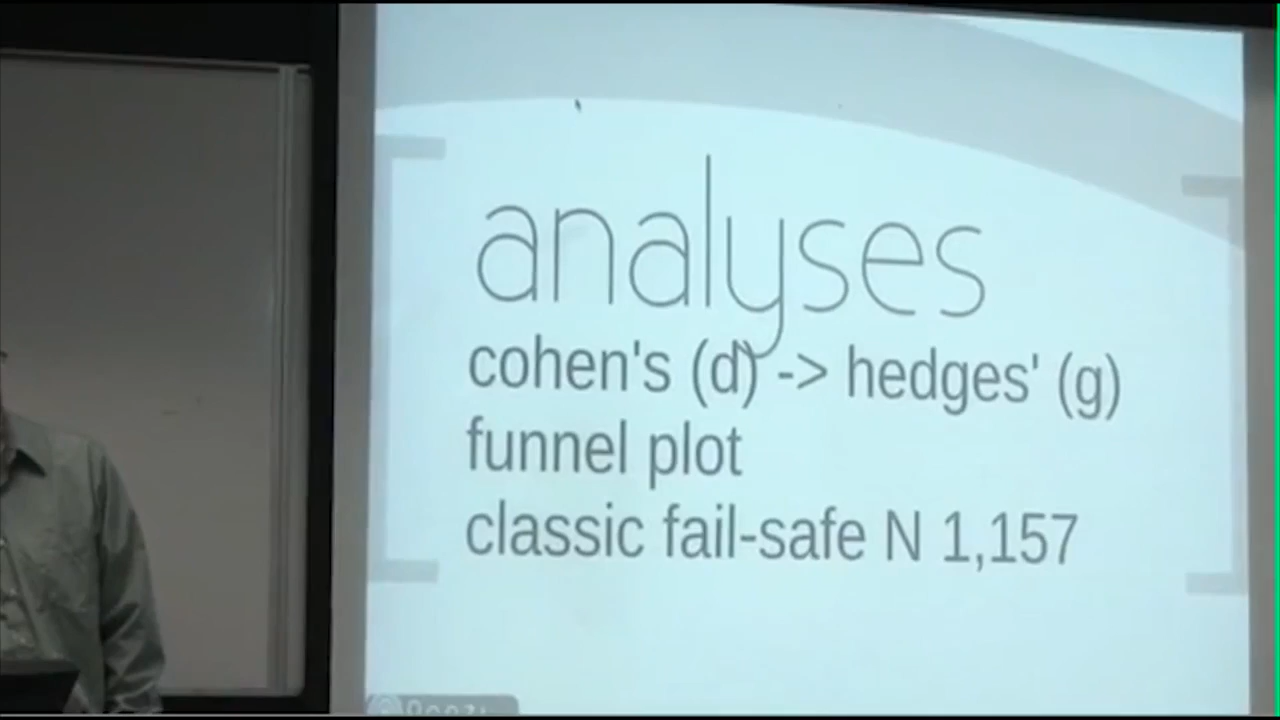 analyses
cohen's (d) -> hedges' (g)
funnel plot
classic fail-safe N 1,157